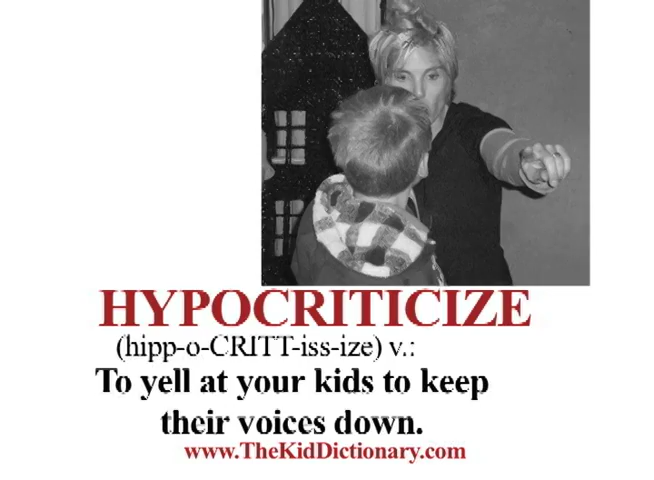 HYPOCRITICIZE
(hipp-o-CRITT-iss-ize) v.:
To yell at your kids to keep
their voices down.
www.TheKidDictionary.com